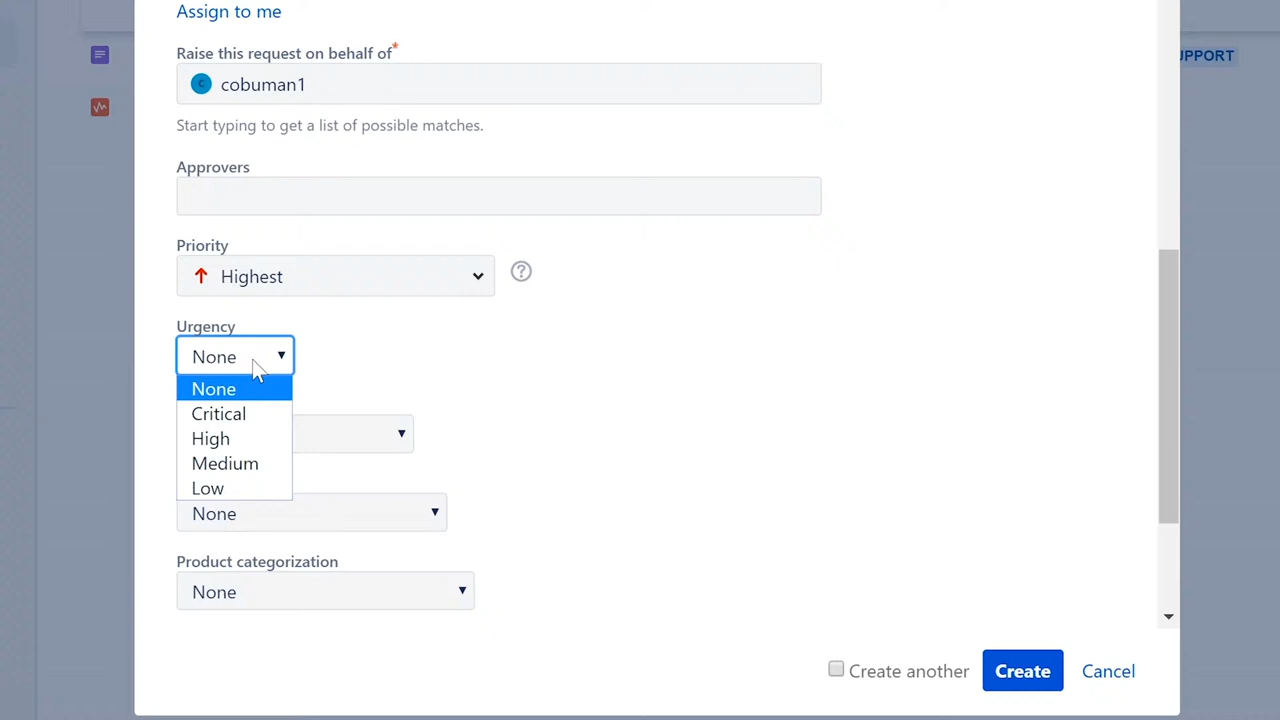 Assign to me
UPPORT
Raise this request on behalf of*
C cobuman1
Start typing to get a list of possible matches.
Approvers
Priority
Highest
Urgency
None
None
Critical
High
Medium
Low
None
Product categorization
None
Create another
Create
Cancel